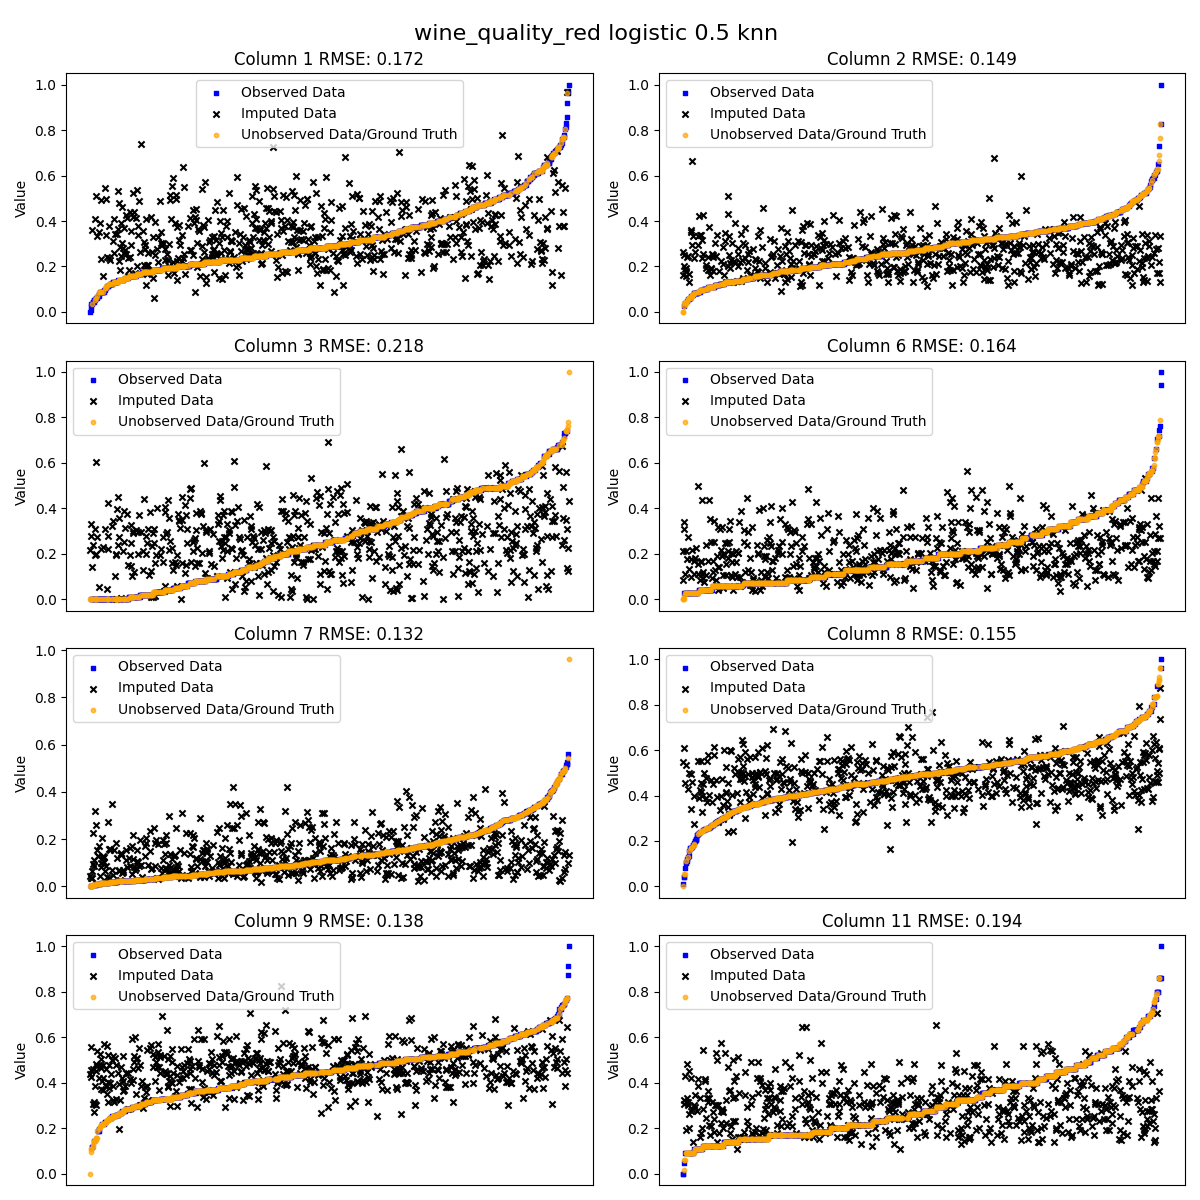 wine_quality_red logistic 0.5 knn
Column 1 RMSE: 0.172
1.0
0.8
0.6
0.4
0.2
0.0
Value
Observed Data
Imputed Data
Unobserved Data/Ground Truth
Column 2 RMSE: 0.149
1.0
0.8
0.6
0.4
0.2
0.0
Value
Observed Data
Imputed Data
Unobserved Data/Ground Truth
Column 3 RMSE: 0.218
1.0
0.8
0.6
0.4
0.2
0.0
Value
Observed Data
Imputed Data
Unobserved Data/Ground Truth
Column 6 RMSE: 0.164
1.0
0.8
0.6
0.4
0.2
0.0
Value
Observed Data
Imputed Data
Unobserved Data/Ground Truth
Column 7 RMSE: 0.132
1.0
0.8
0.6
0.4
0.2
0.0
Value
Observed Data
Imputed Data
Unobserved Data/Ground Truth
Column 8 RMSE: 0.155
1.0
0.8
0.6
0.4
0.2
0.0
Value
Observed Data
Imputed Data
Unobserved Data/Ground Truth
Column 9 RMSE: 0.138
1.0
0.8
0.6
0.4
0.2
0.0
Value
Observed Data
Imputed Data
Unobserved Data/Ground Truth
Column 11 RMSE: 0.194
1.0
0.8
0.6
0.4
0.2
0.0
Value
Observed Data
Imputed Data
Unobserved Data/Ground Truth